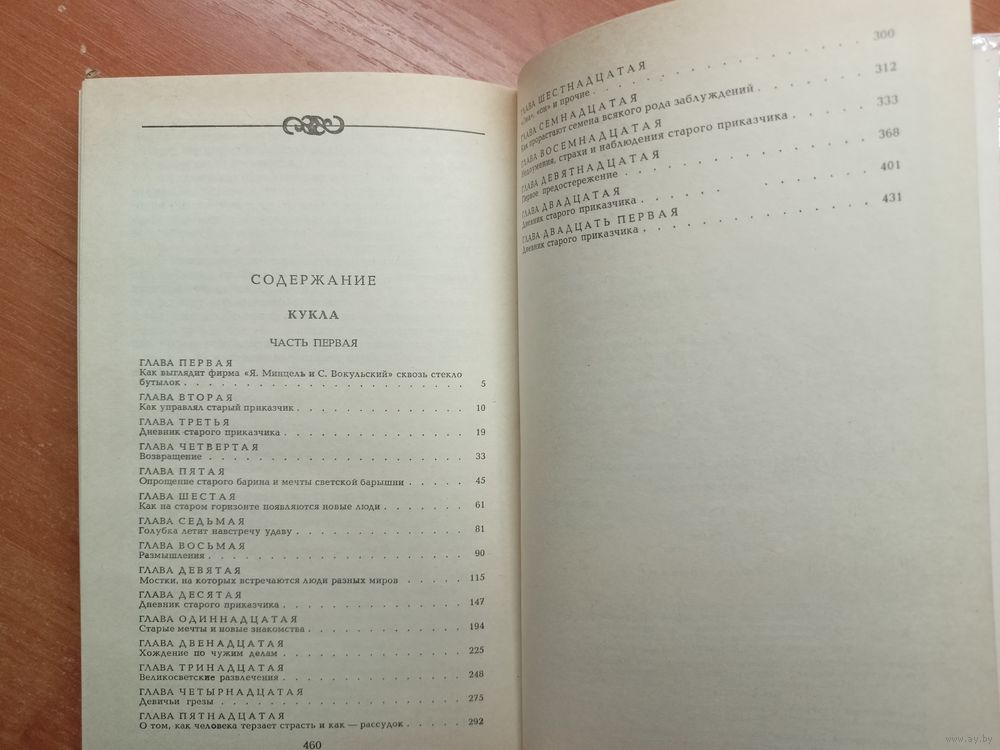 СОДЕРЖАНИЕ
КУКЛА
ЧАСТЬ ПЕРВАЯ
ГЛАВА ПЕРВАЯ
Как выглядит фирма «Я. Минцель и С. Вокульский» сквозь стекло
бутылок . . . . . . . . . . . . . . . . . . . . . . . 5
ГЛАВА ВТОРАЯ
Как управлял старый приказчик . . . . . . . . . . . . . . 10
ГЛАВА ТРЕТЬЯ
Дневник старого приказчика . . . . . . . . . . . . . . . 19
ГЛАВА ЧЕТВЕРТАЯ
Возвращение . . . . . . . . . . . . . . . . . 33
ГЛАВА ПЯТАЯ
Опрощение старого барина и мечты светской барышни . . . . . 45
ГЛАВА ШЕСТАЯ
Как на старом горизонте появляются новые люди . . . . . . . 61
ГЛАВА СЕДЬМАЯ
Голубка летит навстречу удаву . . . . . . . . . . . . . . 81
ГЛАВА ВОСЬМАЯ
Размышления . . . . . . . . . . . . . . . . . . . . 90
ГЛАВА ДЕВЯТАЯ
Мостки, на которых встречаются люди разных миров . . . . . 115
ГЛАВА ДЕСЯТАЯ
Дневник старого приказчика . . . . . . . . . . . . . . . 147
ГЛАВА ОДИННАДЦАТАЯ
Старые мечты и новые знакомства . . . . . . . . . . . . . 194
ГЛАВА ДВЕНАДЦАТАЯ
Хождение по чужим делам . . . . . . . . . . . . . . . 225
ГЛАВА ТРИНАДЦАТАЯ
Великосветские развлечения . . . . . . . . . . . . . . . 248
ГЛАВА ЧЕТЫРНАДЦАТАЯ
Девичьи грезы . . . . . . . . . . . . . . . . . . . . 275
ГЛАВА ПЯТНАДЦАТАЯ
О том, как человека терзает страсть и как — рассудок . . . . . 292
460
ГЛАВА ШЕСТНАДЦАТАЯ
«Она», «он» и прочие . . . . . . . . . . . . . . . 300
ГЛАВА СЕМНАДЦАТАЯ
Как прорастают семена всякого рода заблуждений . . . . . . 312
ГЛАВА ВОСЕМНАДЦАТАЯ
Недоумения, страхи и наблюдения старого приказчика . . . . . 333
ГЛАВА ДЕВЯТНАДЦАТАЯ
Первое предостережение . . . . . . . . . . . . . . 368
ГЛАВА ДВАДЦАТАЯ
Дневник старого приказчика . . . . . . . . . . . . . 401
ГЛАВА ДВАДЦАТЬ ПЕРВАЯ
Дневник старого приказчика . . . . . . . . . . . . . 431
www.ay.by